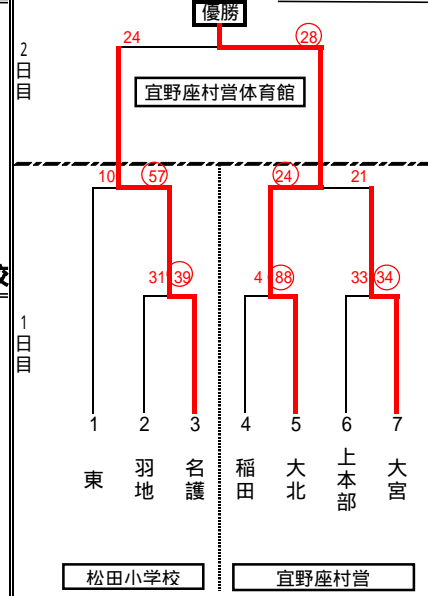 優勝
24 28
2日目
宜野座村営体育館
10 57 24 21
31 39 4 88 33 34
1日目
1 2 3 4 5 6 7
東 羽地 名護 稲田 大北 上本部 大宮
松田小学校 宜野座村営